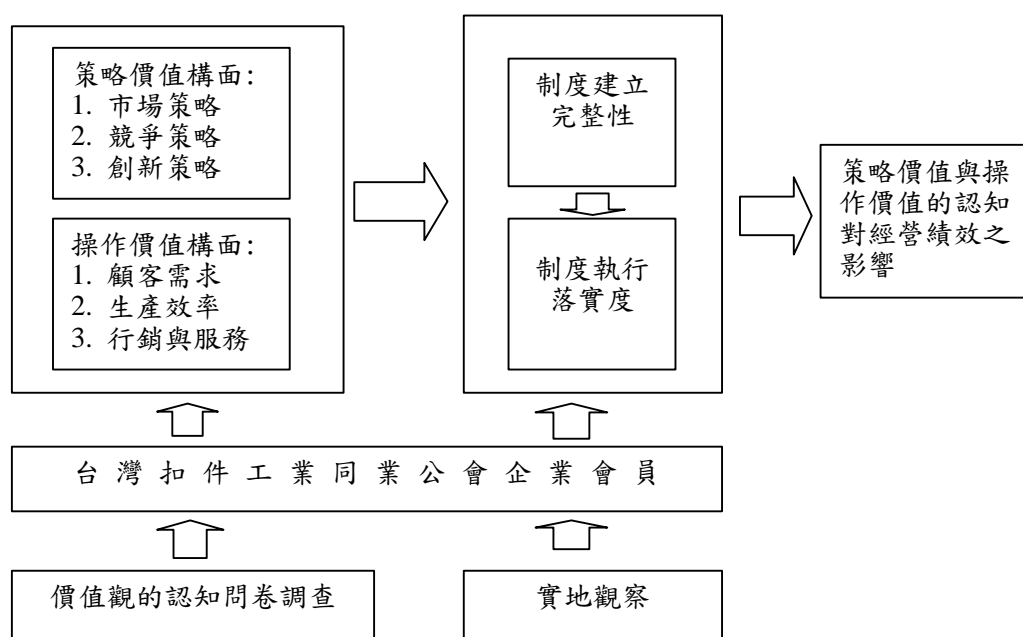 策略價值構面:
1. 市場策略
2. 競爭策略
3. 創新策略
操作價值構面:
1. 顧客需求
2. 生產效率
3. 行銷與服務
制度建立
完整性
制度執行
落實度
策略價值與操
作價值的認知
對經營績效之
影響
台灣扣件工業同業公會企業會員
價值觀的認知問卷調查
實地觀察